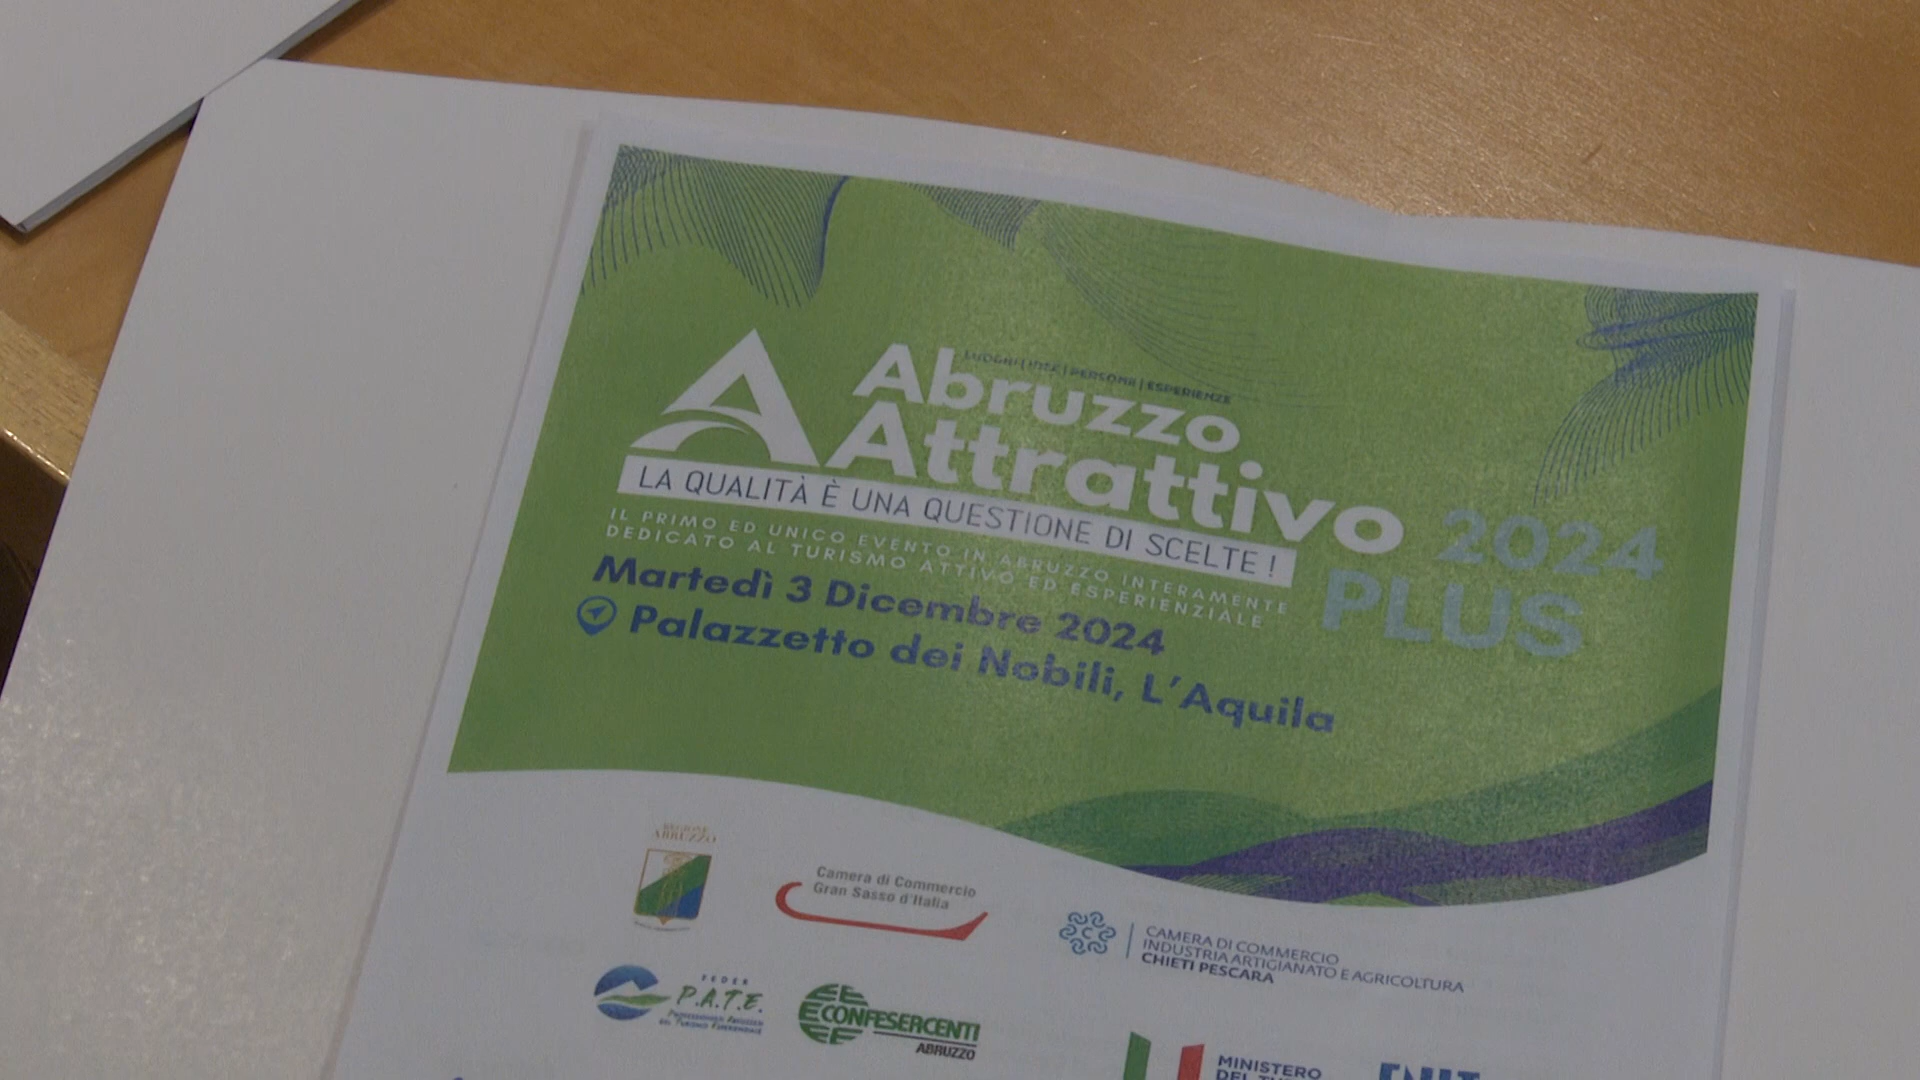 LUOGHI | IDEE | PERSONE | ESPERIENZE
Abruzzo
Attrattivo 2024
PLUS
LA QUALITÀ È UNA QUESTIONE DI SCELTE !
IL PRIMO ED UNICO EVENTO IN ABRUZZO INTERAMENTE
DEDICATO AL TURISMO ATTIVO ED ESPERIENZIALE
Martedì 3 Dicembre 2024
Palazzetto dei Nobili, L'Aquila
REGIONE
ABRUZZO
Camera di Commercio
Gran Sasso d'Italia
CAMERA DI COMMERCIO
INDUSTRIA ARTIGIANATO E AGRICOLTURA
CHIETI PESCARA
FEDER
P.A.T.E.
CONFESERCENTI
ABRUZZO
MINISTERO
DEL
ENIT